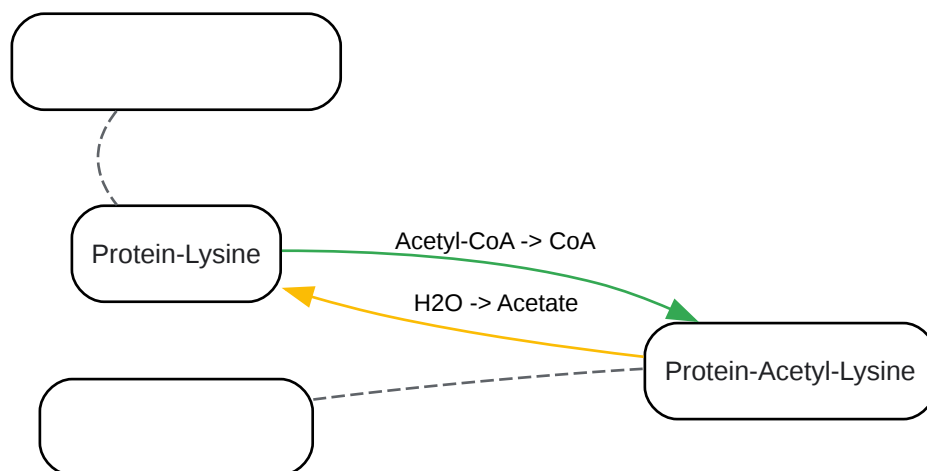 Protein-Lysine
Acetyl-CoA -> CoA
H2O -> Acetate
Protein-Acetyl-Lysine